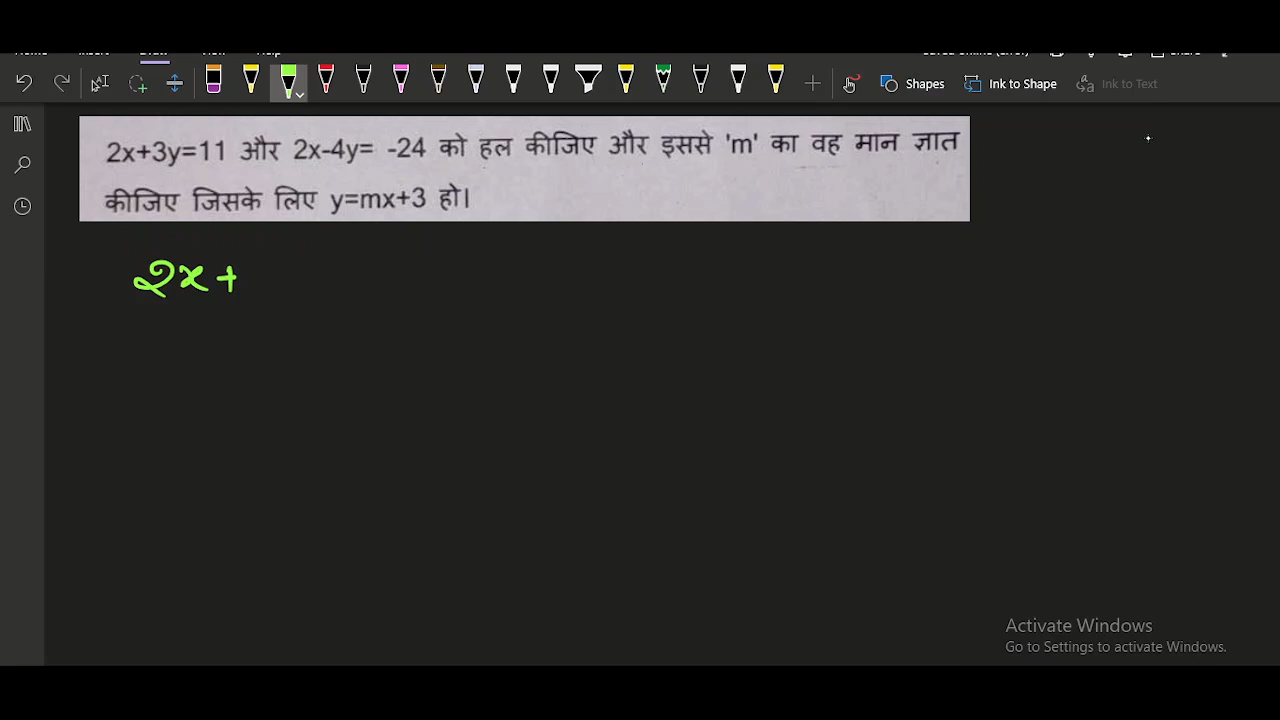 Shapes Ink to Shape Ink to Text
2x+3y=11 और 2x-4y= -24 को हल कीजिए और इससे 'm' का वह मान ज्ञात
कीजिए जिसके लिए y=mx+3 हो।
2x +
Activate Windows
Go to Settings to activate Windows.